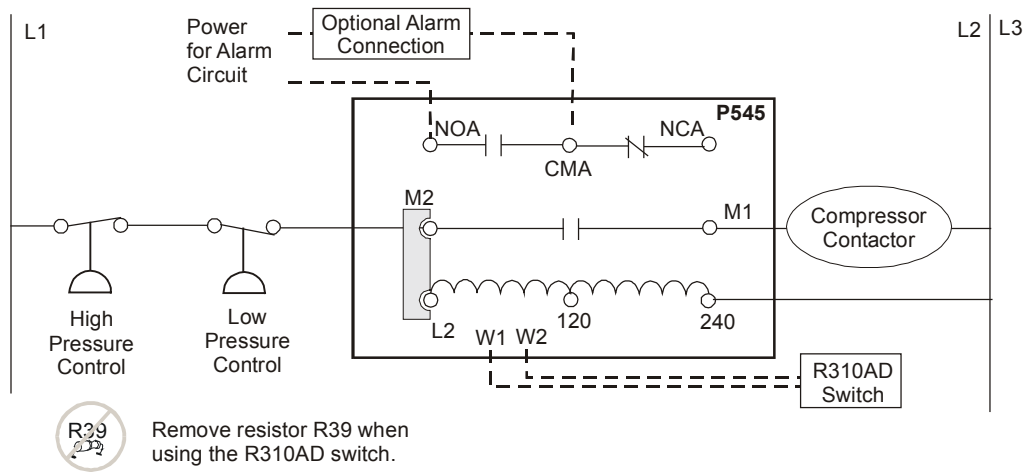 L1
Power
for Alarm
Circuit
Optional Alarm
Connection
L2
L3
P545
NOA
CMA
NCA
M2
M1
Compressor
Contactor
High
Pressure
Control
Low
Pressure
Control
L2
120
240
W1
W2
R310AD
Switch
R39
Remove resistor R39 when
using the R310AD switch.